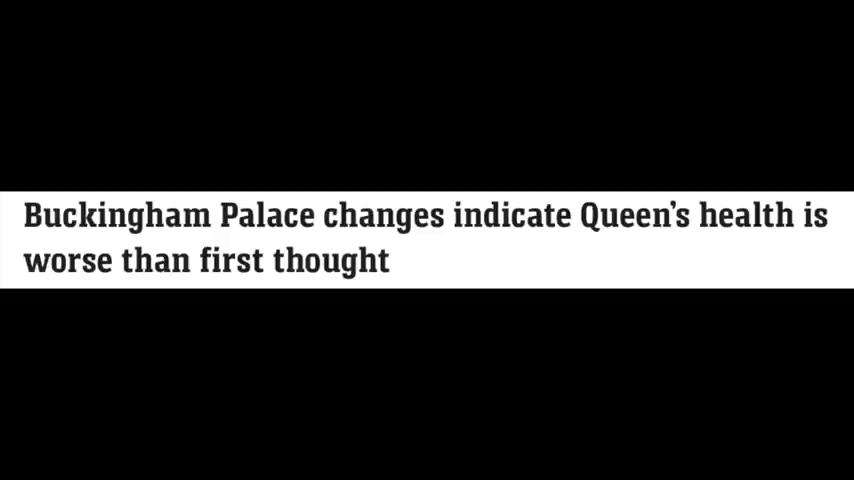 Buckingham Palace changes indicate Queen’s health is
worse than first thought